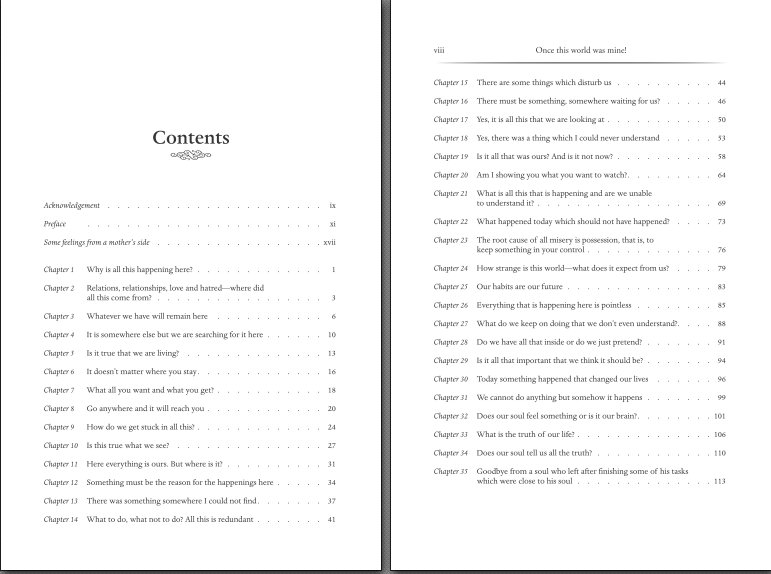 Contents
Acknowledgement . . . . . . . . . . . . . . . . . . ix
Preface . . . . . . . . . . . . . . . . . . xi
Some feelings from a mother's side . . . . . . . . . . . . . xvii
Chapter 1 Why is all this happening here? . . . . . . . . . . 1
Chapter 2 Relations, relationships, love and hatred—where did
all this come from? . . . . . . . . . . . . . 3
Chapter 3 Whatever we have will remain here . . . . . . . . . 6
Chapter 4 It is somewhere else but we are searching for it here . . . . . 10
Chapter 5 Is it true that we are living? . . . . . . . . . . . 13
Chapter 6 It doesn't matter where you stay . . . . . . . . . . 16
Chapter 7 What all you want and what you get? . . . . . . . . . 18
Chapter 8 Go anywhere and it will reach you . . . . . . . . . 20
Chapter 9 How do we get stuck in all this? . . . . . . . . . . 24
Chapter 10 Is this true what we see? . . . . . . . . . . . . 27
Chapter 11 Here everything is ours. But where is it? . . . . . . . . 31
Chapter 12 Something must be the reason for the happenings here . . . . 34
Chapter 13 There was something somewhere I could not find . . . . . 37
Chapter 14 What to do, what not to do? All this is redundant . . . . . 41
viii Once this world was mine!
Chapter 15 There are some things which disturb us . . . . . . . . 44
Chapter 16 There must be something, somewhere waiting for us? . . . . 46
Chapter 17 Yes, it is all this that we are looking at . . . . . . . . 50
Chapter 18 Yes, there was a thing which I could never understand . . . . 53
Chapter 19 Is it all that was ours? And is it not now? . . . . . . . . 58
Chapter 20 Am I showing you what you want to watch? . . . . . . . 64
Chapter 21 What is all this that is happening and are we unable
to understand it? . . . . . . . . . . . . . . 69
Chapter 22 What happened today which should not have happened? . . . . 73
Chapter 23 The root cause of all misery is possession, that is, to
keep something in your control . . . . . . . . . . 76
Chapter 24 How strange is this world—what does it expect from us? . . . . 79
Chapter 25 Our habits are our future . . . . . . . . . . . . 83
Chapter 26 Everything that is happening here is pointless . . . . . . 85
Chapter 27 What do we keep on doing that we don't even understand? . . . 88
Chapter 28 Do we have all that inside or do we just pretend? . . . . . . 91
Chapter 29 Is it all that important that we think it should be? . . . . . . 94
Chapter 30 Today something happened that changed our lives . . . . . 96
Chapter 31 We cannot do anything but somehow it happens . . . . . . 99
Chapter 32 Does our soul feel something or is it our brain? . . . . . . 101
Chapter 33 What is the truth of our life? . . . . . . . . . . . 106
Chapter 34 Does our soul tell us all the truth? . . . . . . . . . . 110
Chapter 35 Goodbye from a soul who left after finishing some of his tasks
which were close to his soul . . . . . . . . . . . 113